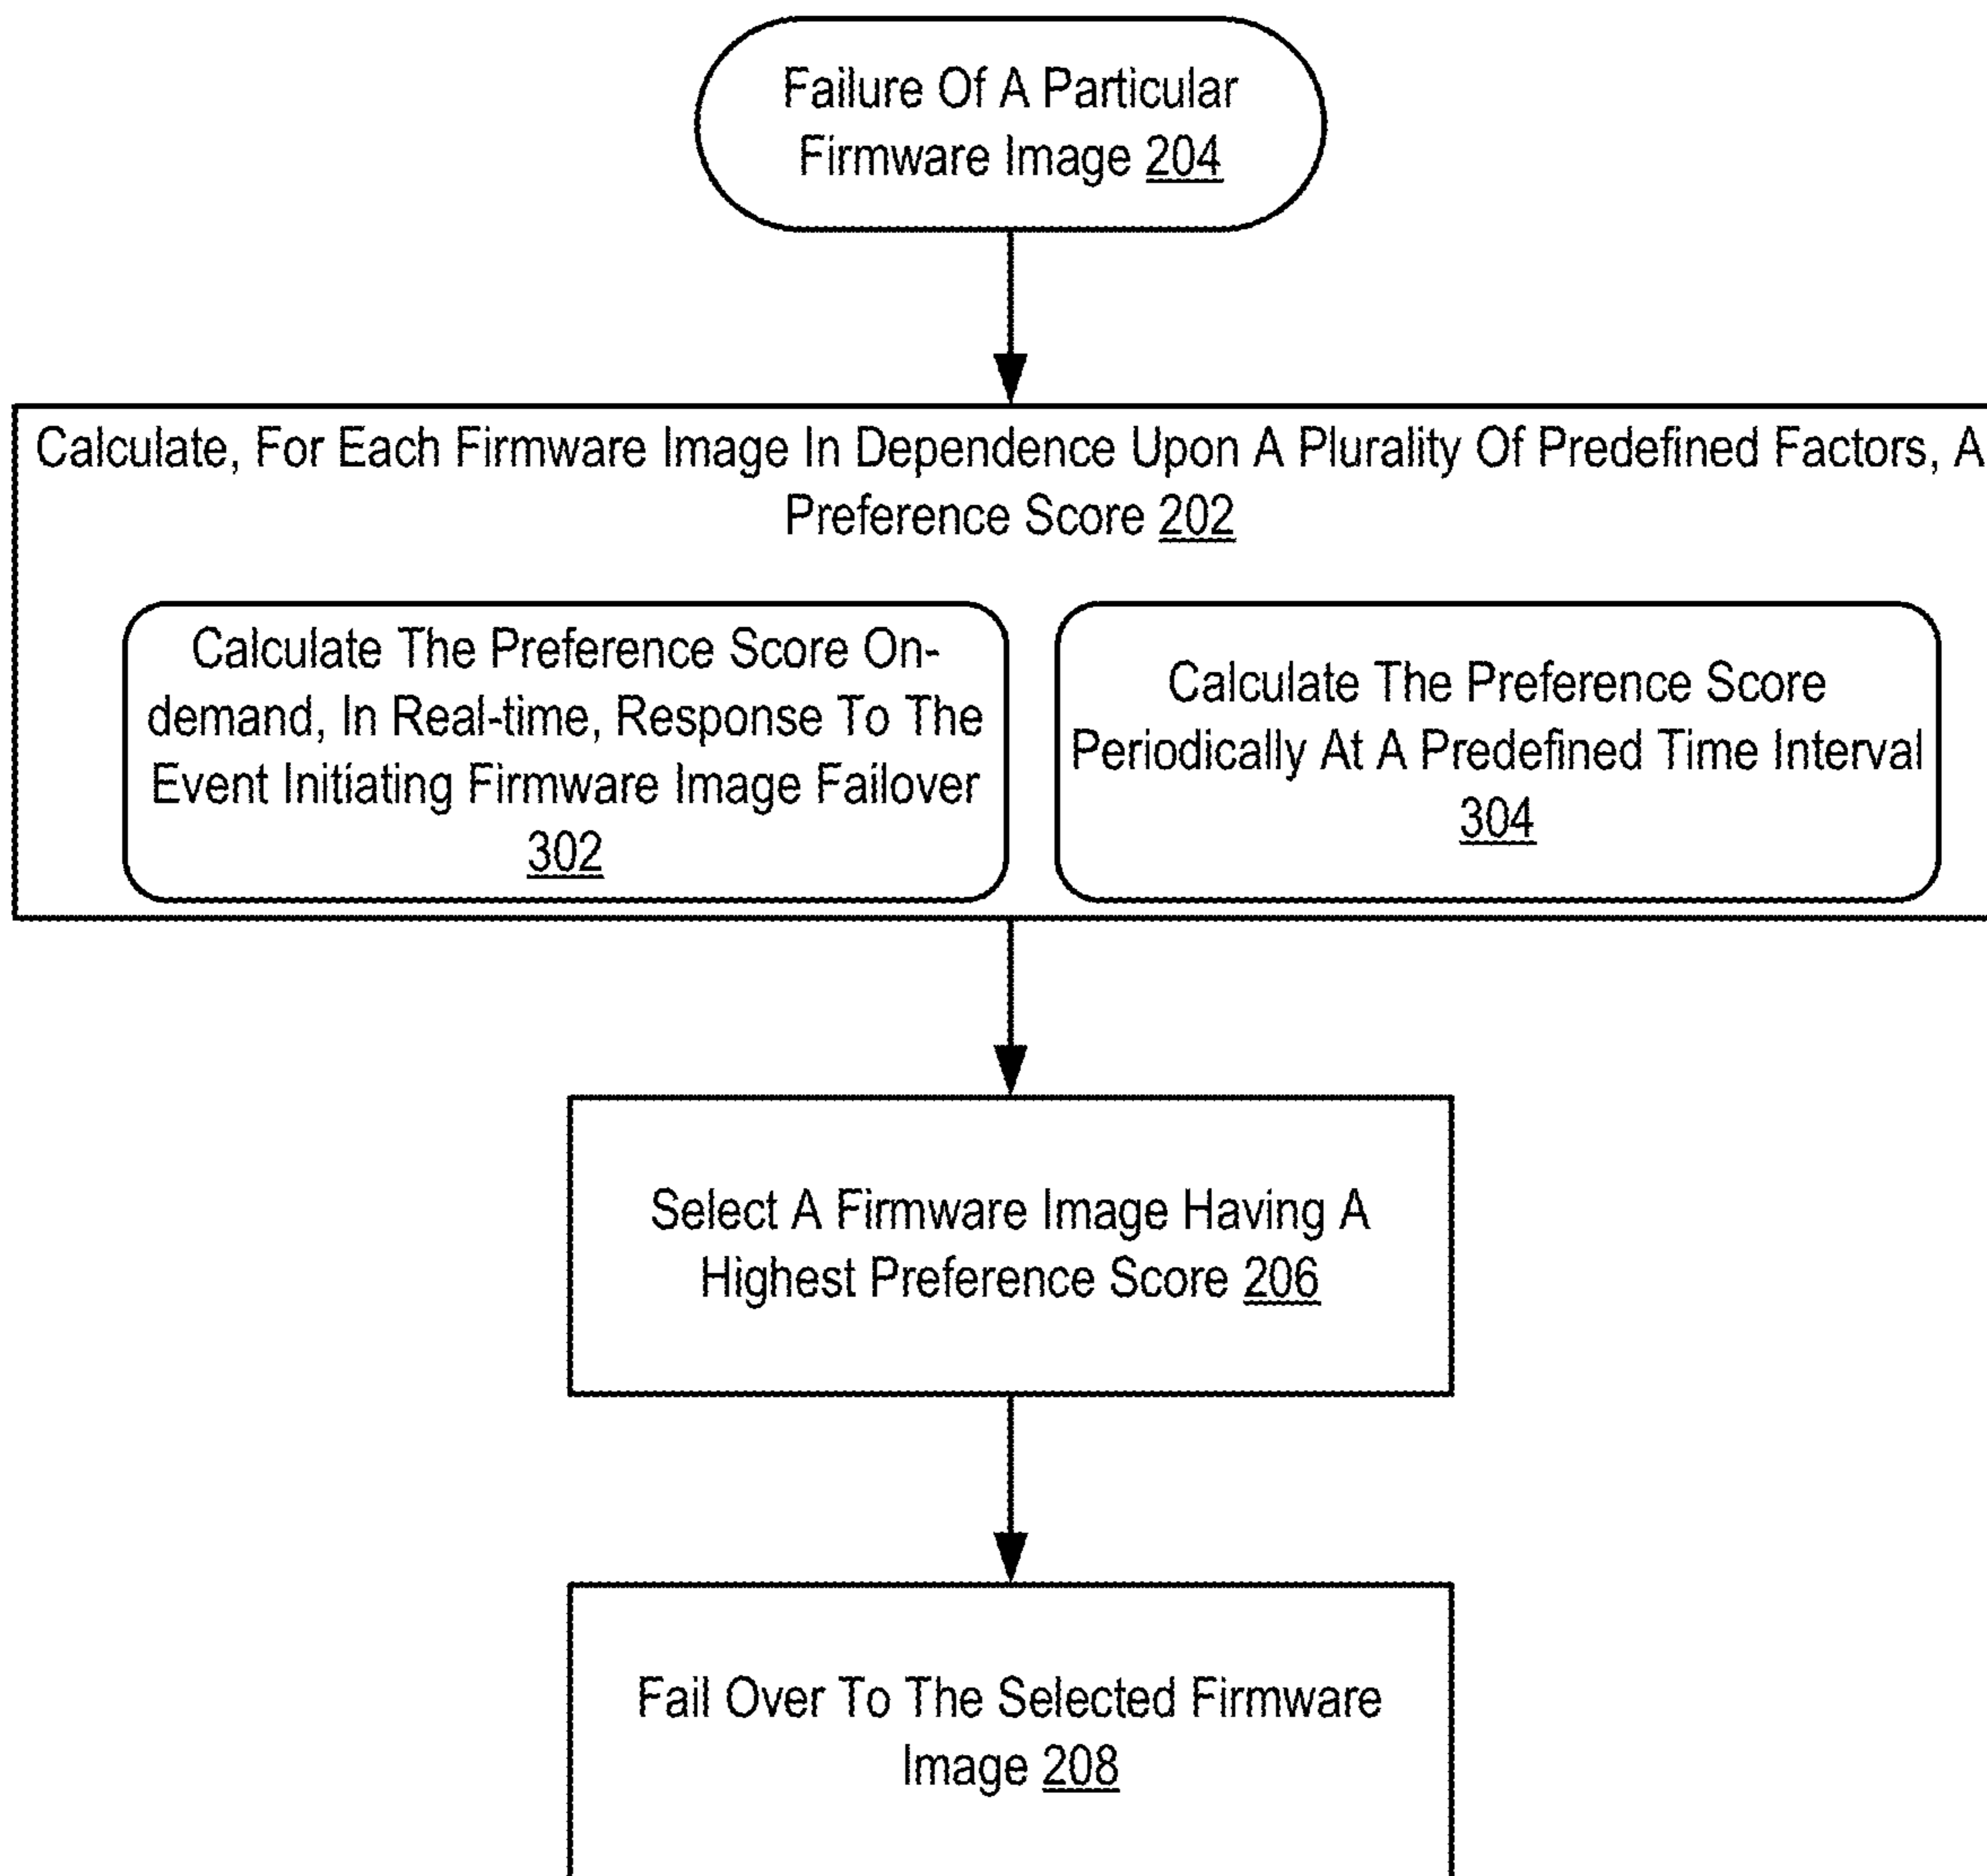 Failure Of A Particular
Firmware Image 204
Calculate, For Each Firmware Image In Dependence Upon A Plurality Of Predefined Factors, A
Preference Score 202
Calculate The Preference Score On-
demand, In Real-time, Response To The
Event Initiating Firmware Image Failover
302
Calculate The Preference Score
Periodically At A Predefined Time Interval
304
Select A Firmware Image Having A
Highest Preference Score 206
Fail Over To The Selected Firmware
Image 208